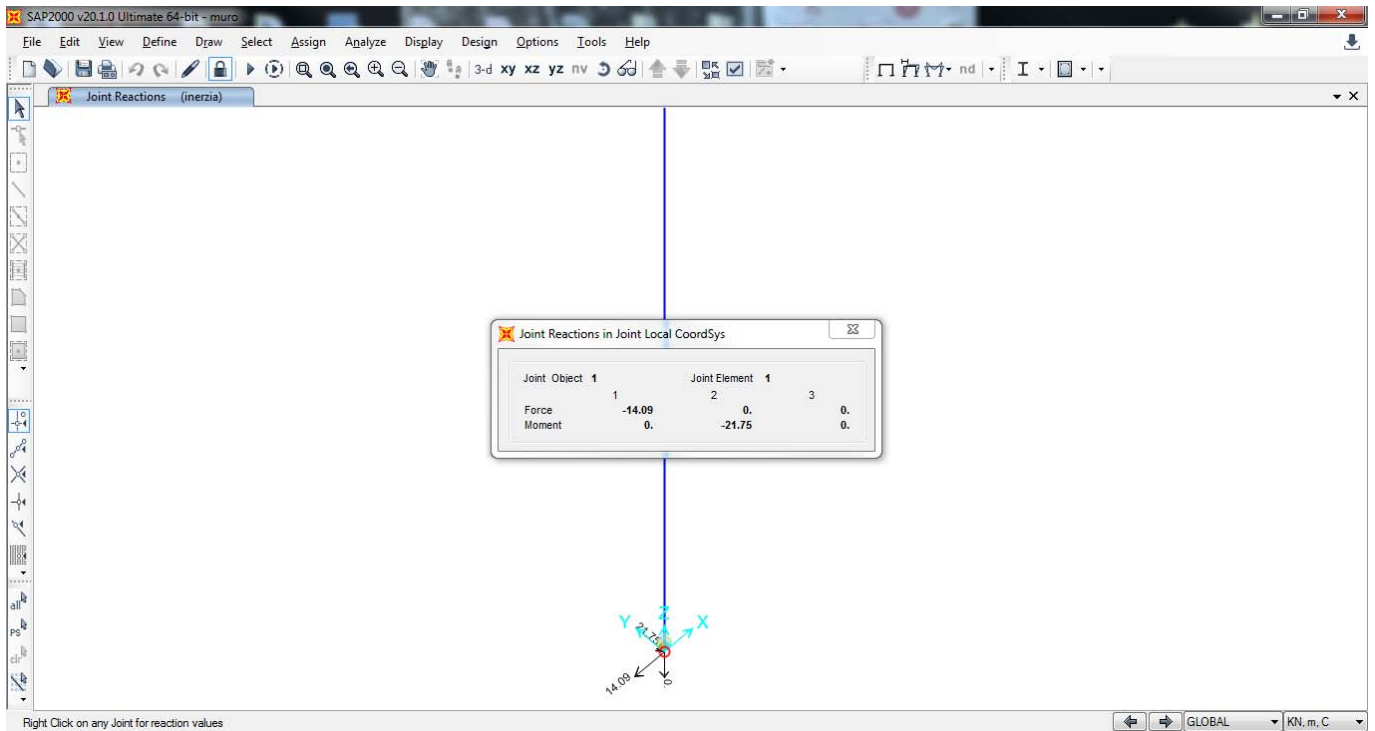 SAP2000 v20.1.0 Ultimate 64-bit - muro
File Edit View Define Draw Select Assign Analyze Display Design Options Tools Help
3-d xy xz yz nv nd
Joint Reactions (inerzia)
Joint Reactions in Joint Local CoordSys
Joint Object 1 Joint Element 1
1 2 3
Force -14.09 0. 0.
Moment 0. -21.75 0.
Y Z X
21.75
14.09
all
PS
clr
Right Click on any Joint for reaction values
GLOBAL
KN, m, C